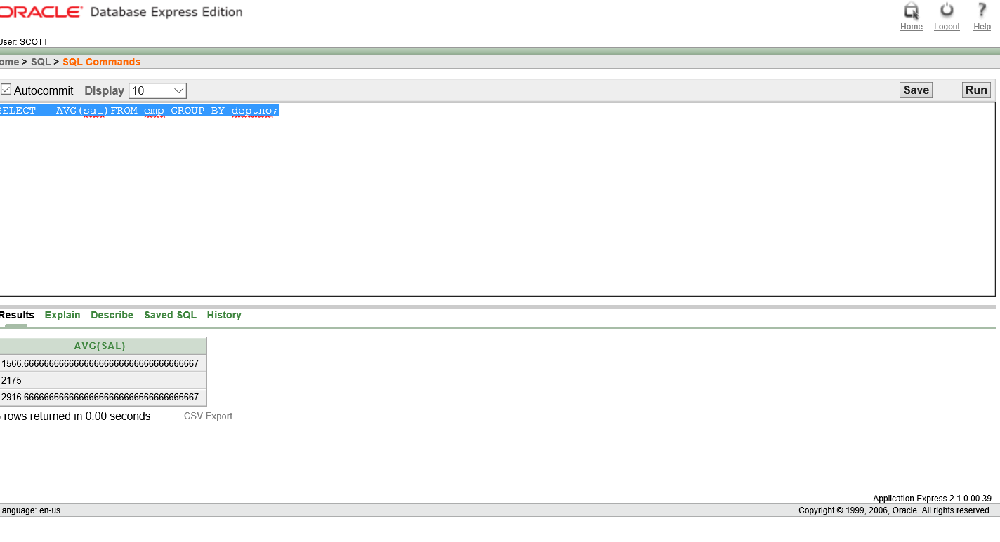 ORACLE® Database Express Edition
Home Logout Help
User: SCOTT
ome > SQL > SQL Commands
Autocommit Display 10 Save Run
SELECT   AVG(sal)FROM emp GROUP BY deptno;
Results Explain Describe Saved SQL History
AVG(SAL)
1566.66666666666666666666666666666667
2175
2916.66666666666666666666666666666667
rows returned in 0.00 seconds CSV Export
Application Express 2.1.0.00.39
Language: en-us
Copyright © 1999, 2006, Oracle. All rights reserved.